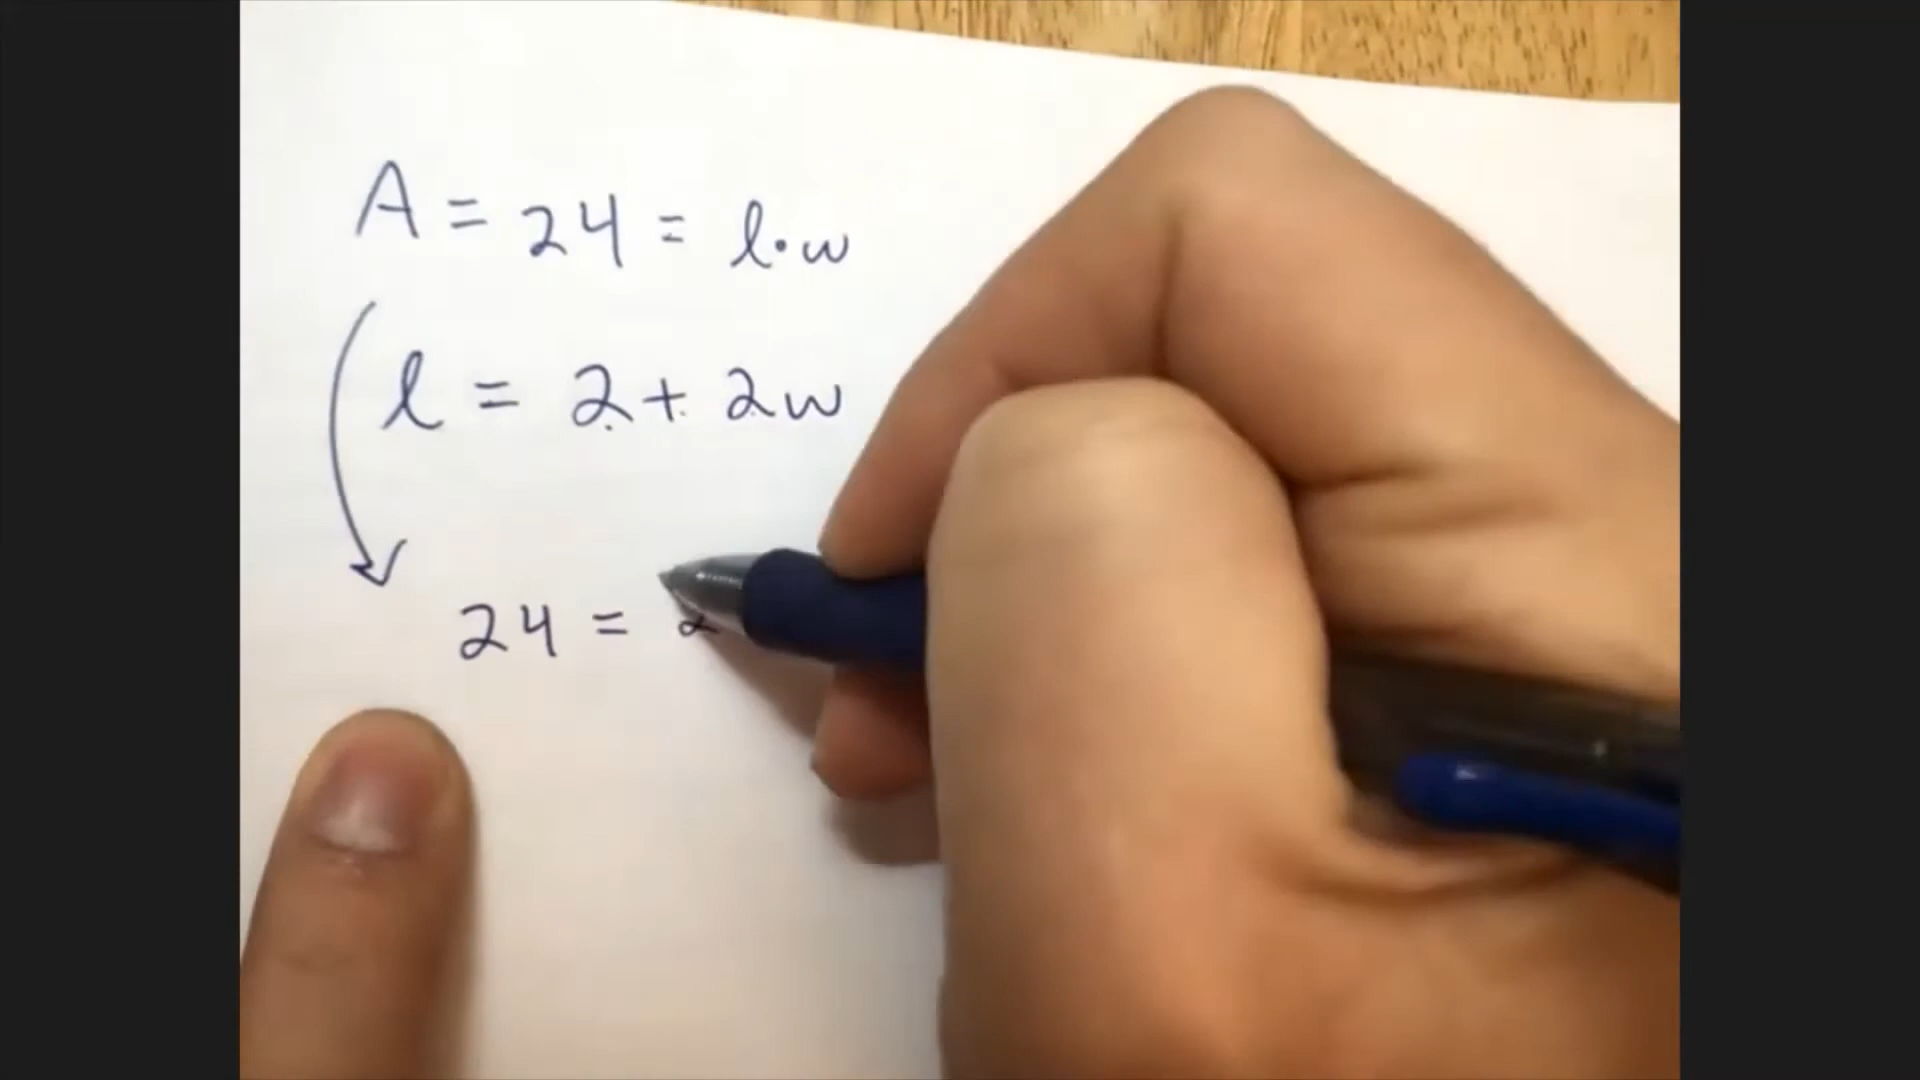 A = 24 = l·w
l = 2 + 2w
24 =